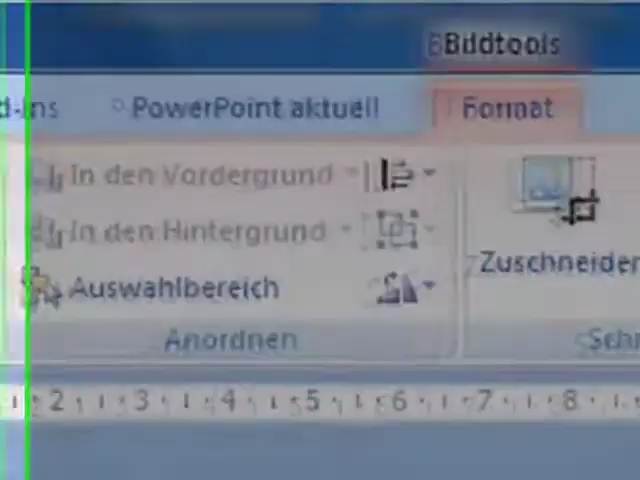 Bildtools
PowerPoint aktuell Format
In den Vordergrund
In den Hintergrund
Auswahlbereich
Zuschneiden
Anordnen
2 3 4 5 6 7 8